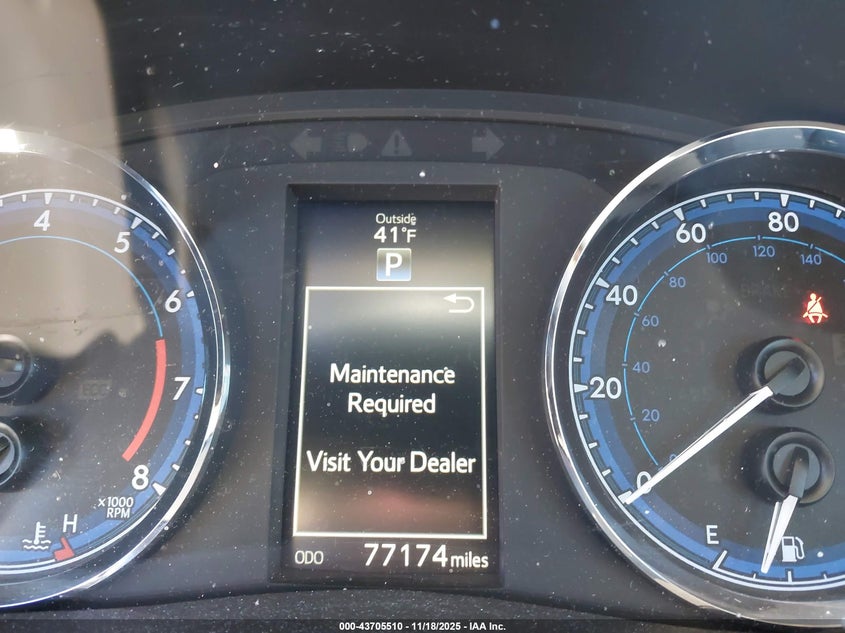 Outside
41°F
P
Maintenance
Required
Visit Your Dealer
ODO 77174 miles
4
5
6
7
8
x1000
RPM
H
0
20
40
60
80
20
40
60
80
100
120
140
E
000-43705510 - 11/18/2025 - IAA Inc.